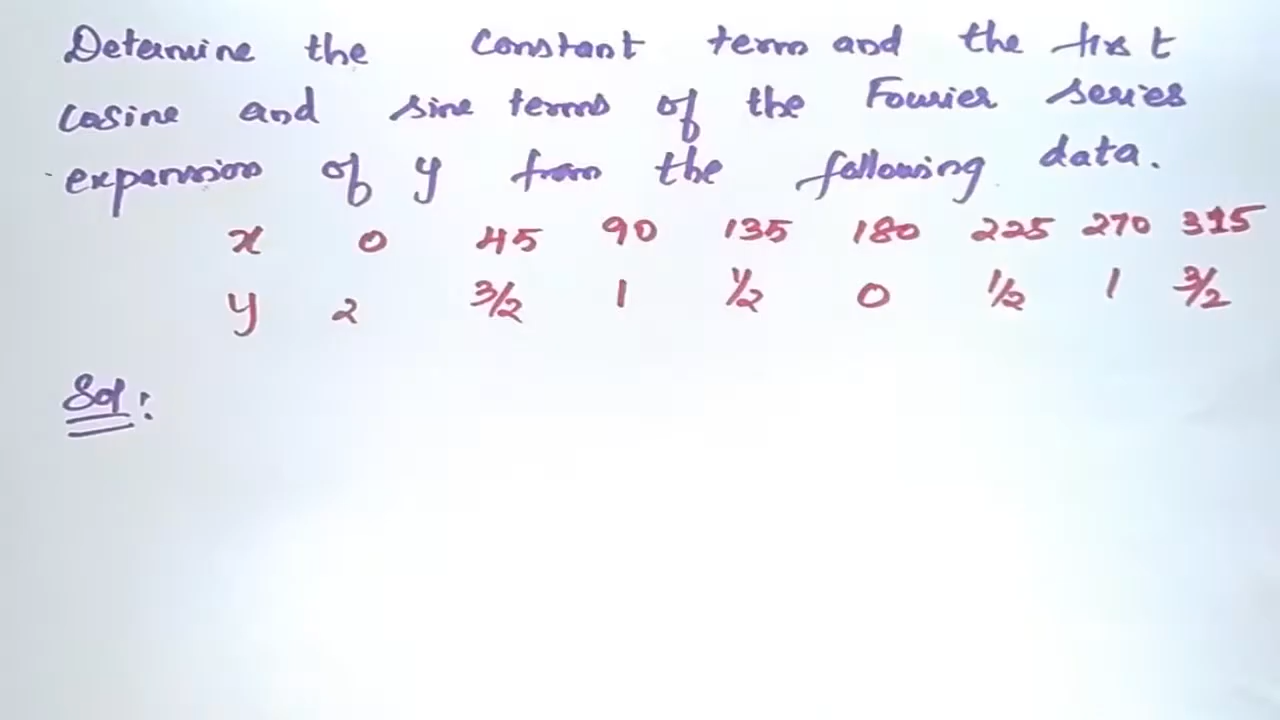 Determine the constant term and the first
cosine and sine terms of the Fourier series
expansion of y from the following data.
x 0 45 90 135 180 225 270 315
y 2 3/2 1 1/2 0 1/2 1 3/2
Sol: